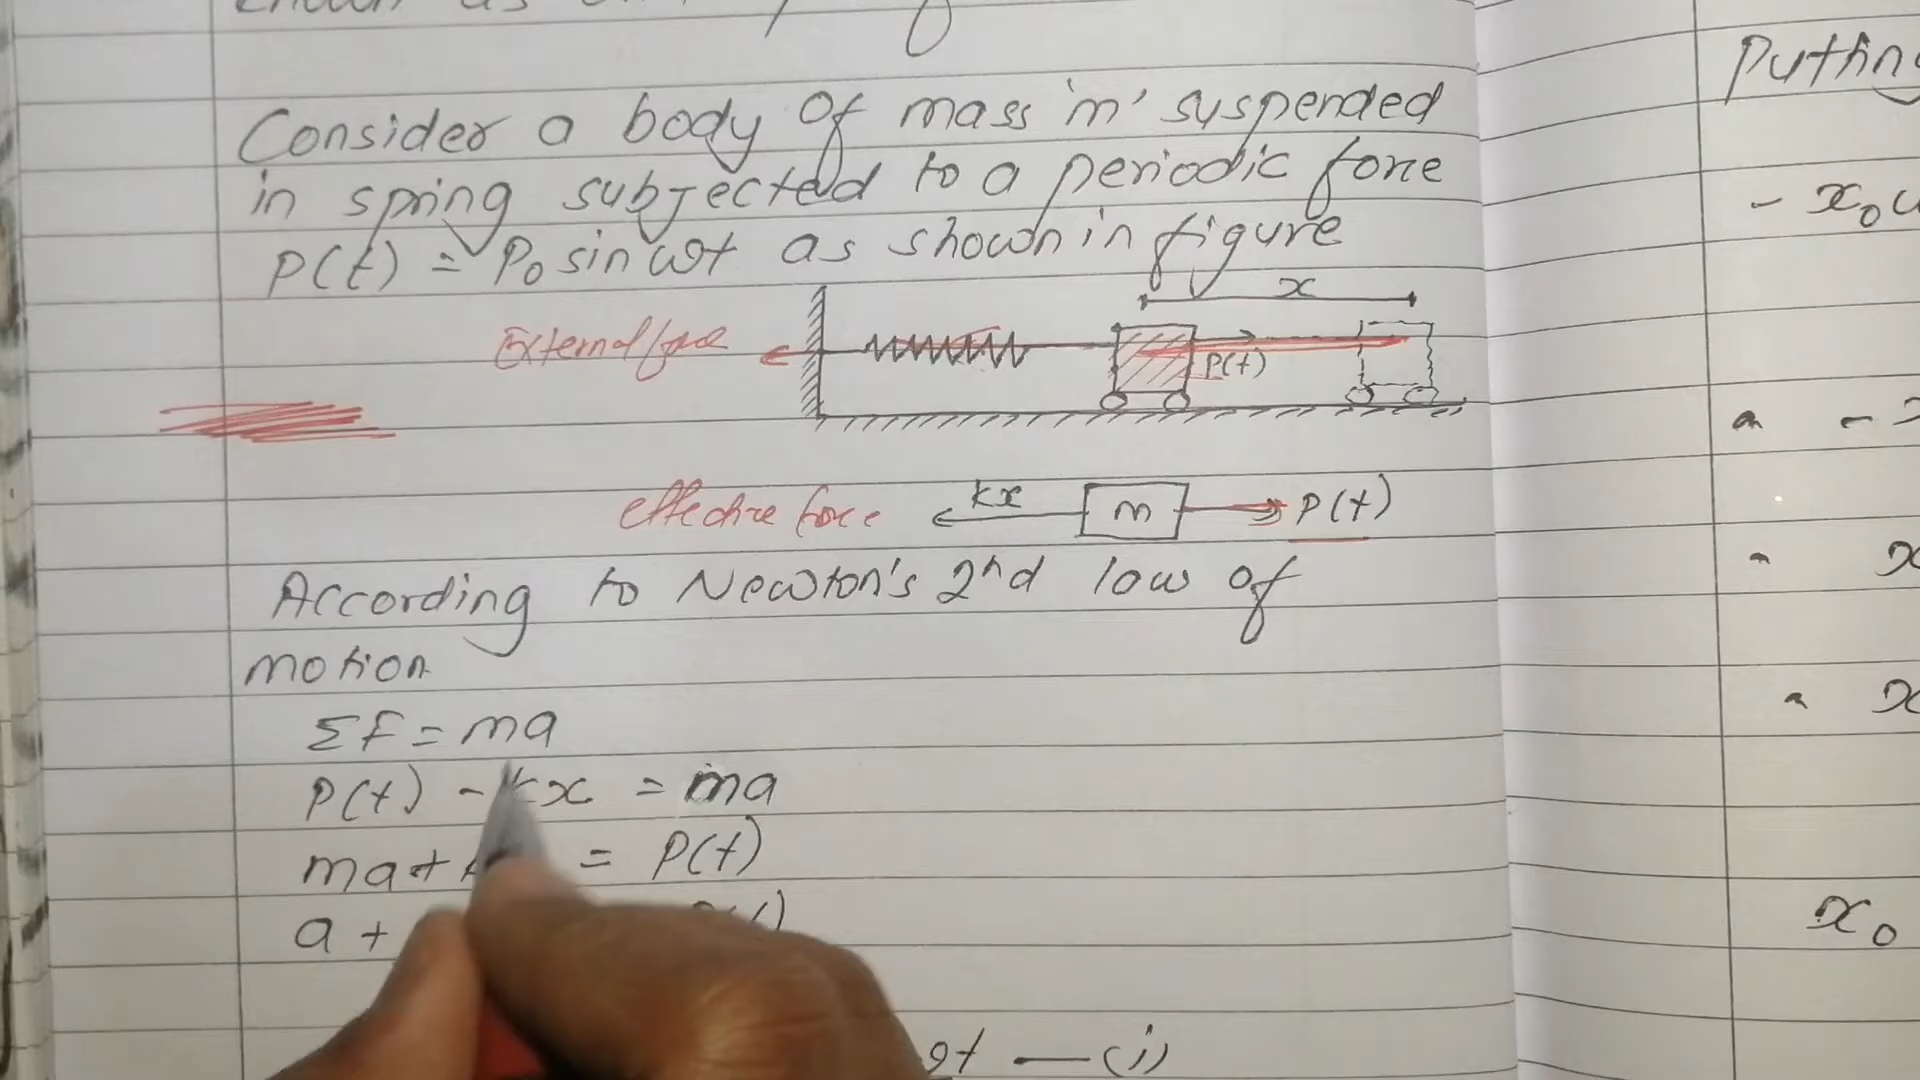 Consider a body of mass 'm' suspended
in spring subjected to a periodic force
P(t) = P0 sin ωt as shown in figure
x
External force
P(t)
effective force kx m P(t)
According to Newton's 2nd law of
motion
ΣF = ma
P(t) - kx = ma
ma + = P(t)
a +
— (i)
Putting
- x0
- x
x
x0